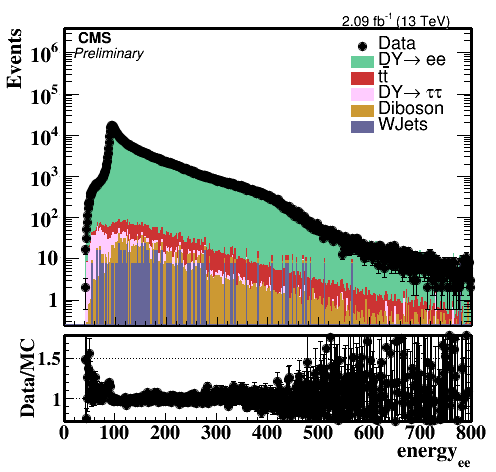 2.09 fb⁻¹ (13 TeV)
CMS
Preliminary
Events
10⁶
10⁵
10⁴
10³
10²
10
1
Data
DY→ ee
tt̄
DY→ ττ
Diboson
WJets
Data/MC
1.5
1
0 100 200 300 400 500 600 700 800
energy_ee